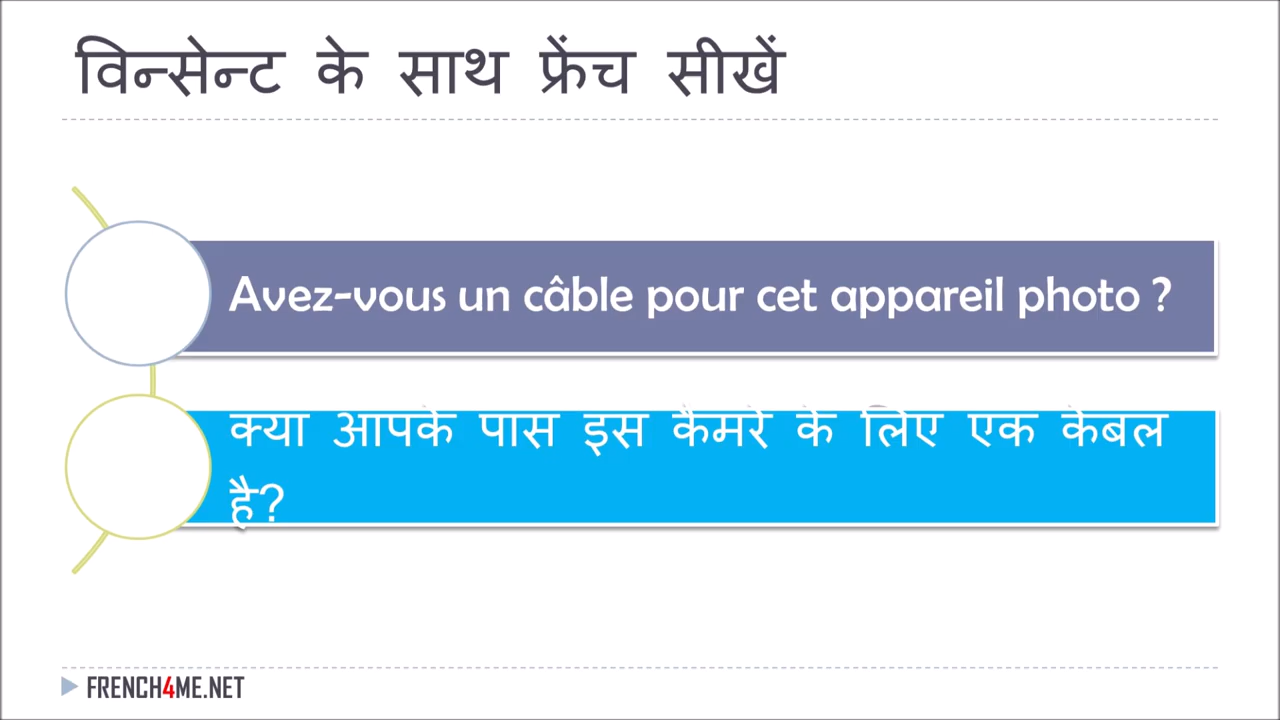 विन्सेन्ट के साथ फ्रेंच सीखें
Avez-vous un câble pour cet appareil photo ?
क्या आपके पास इस कैमरे के लिए एक केबल
है?
FRENCH4ME.NET